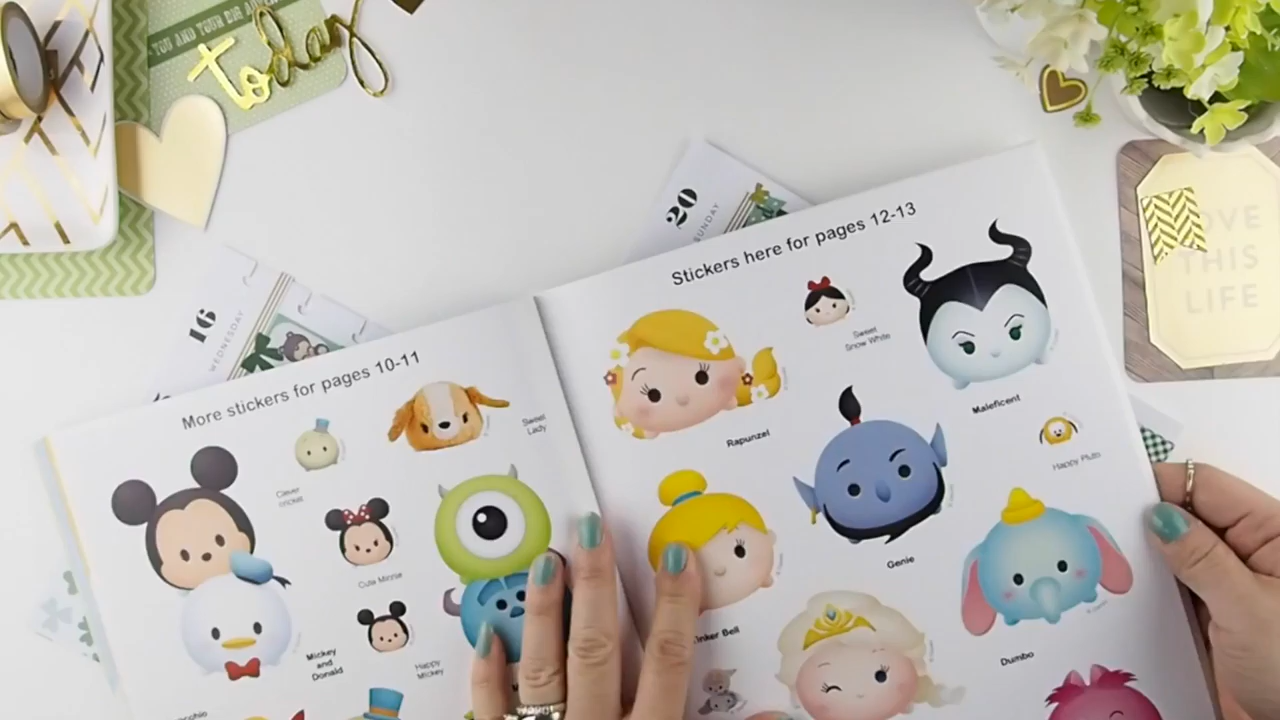 YOU AND YOUR BIG
today
16
WEDNESDAY
20
SUNDAY
LOVE
THIS
LIFE
More stickers for pages 10-11
Clever
cricket
Sweet
Lady
Cute Minnie
Mickey
and
Donald
Happy
Mickey
Stickers here for pages 12-13
Sweet
Snow White
Rapunzel
Maleficent
Happy Pluto
Genie
Tinker Bell
Dumbo